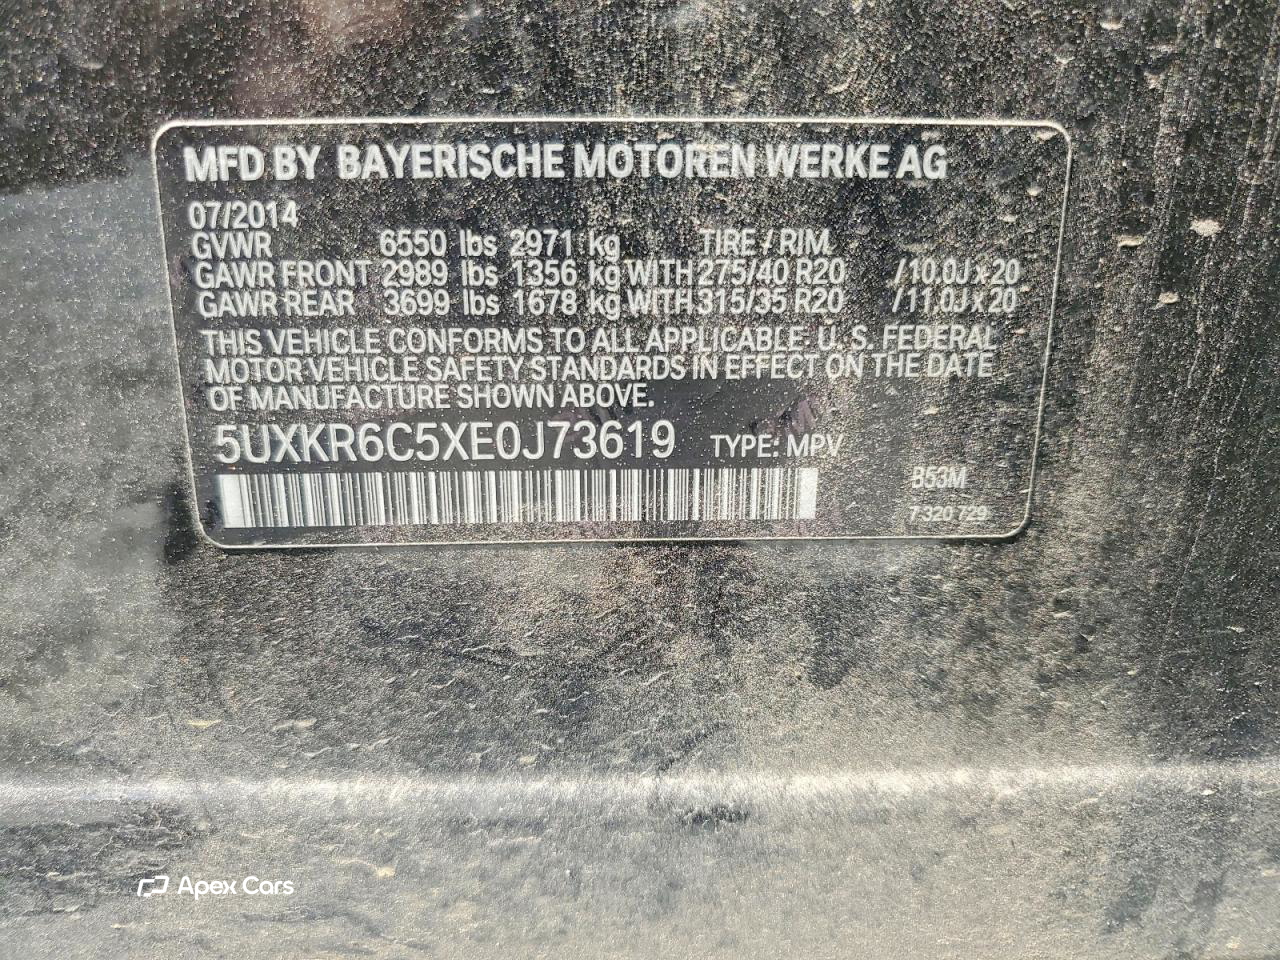 MFD BY BAYERISCHE MOTOREN WERKE AG
07/2014
GVWR 6550 lbs 2971 kg TIRE / RIM
GAWR FRONT 2989 lbs 1356 kg WITH 275/40 R20 /10,0J x 20
GAWR REAR 3699 lbs 1678 kg WITH 315/35 R20 /11,0J x 20
THIS VEHICLE CONFORMS TO ALL APPLICABLE U. S. FEDERAL
MOTOR VEHICLE SAFETY STANDARDS IN EFFECT ON THE DATE
OF MANUFACTURE SHOWN ABOVE.
5UXKR6C5XE0J73619 TYPE: MPV
B53M
7 320 729
Apex Cars